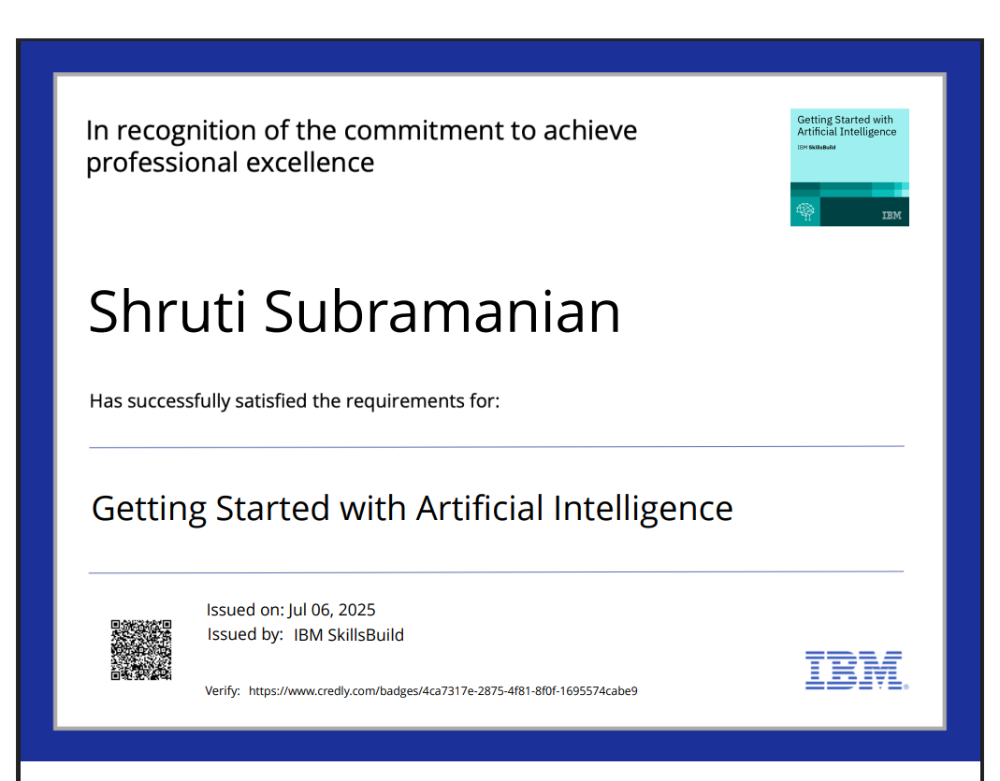 In recognition of the commitment to achieve
professional excellence
Getting Started with
Artificial Intelligence
IBM SkillsBuild
IBM
Shruti Subramanian
Has successfully satisfied the requirements for:
Getting Started with Artificial Intelligence
Issued on: Jul 06, 2025
Issued by: IBM SkillsBuild
Verify: https://www.credly.com/badges/4ca7317e-2875-4f81-8f0f-1695574cabe9
IBM®